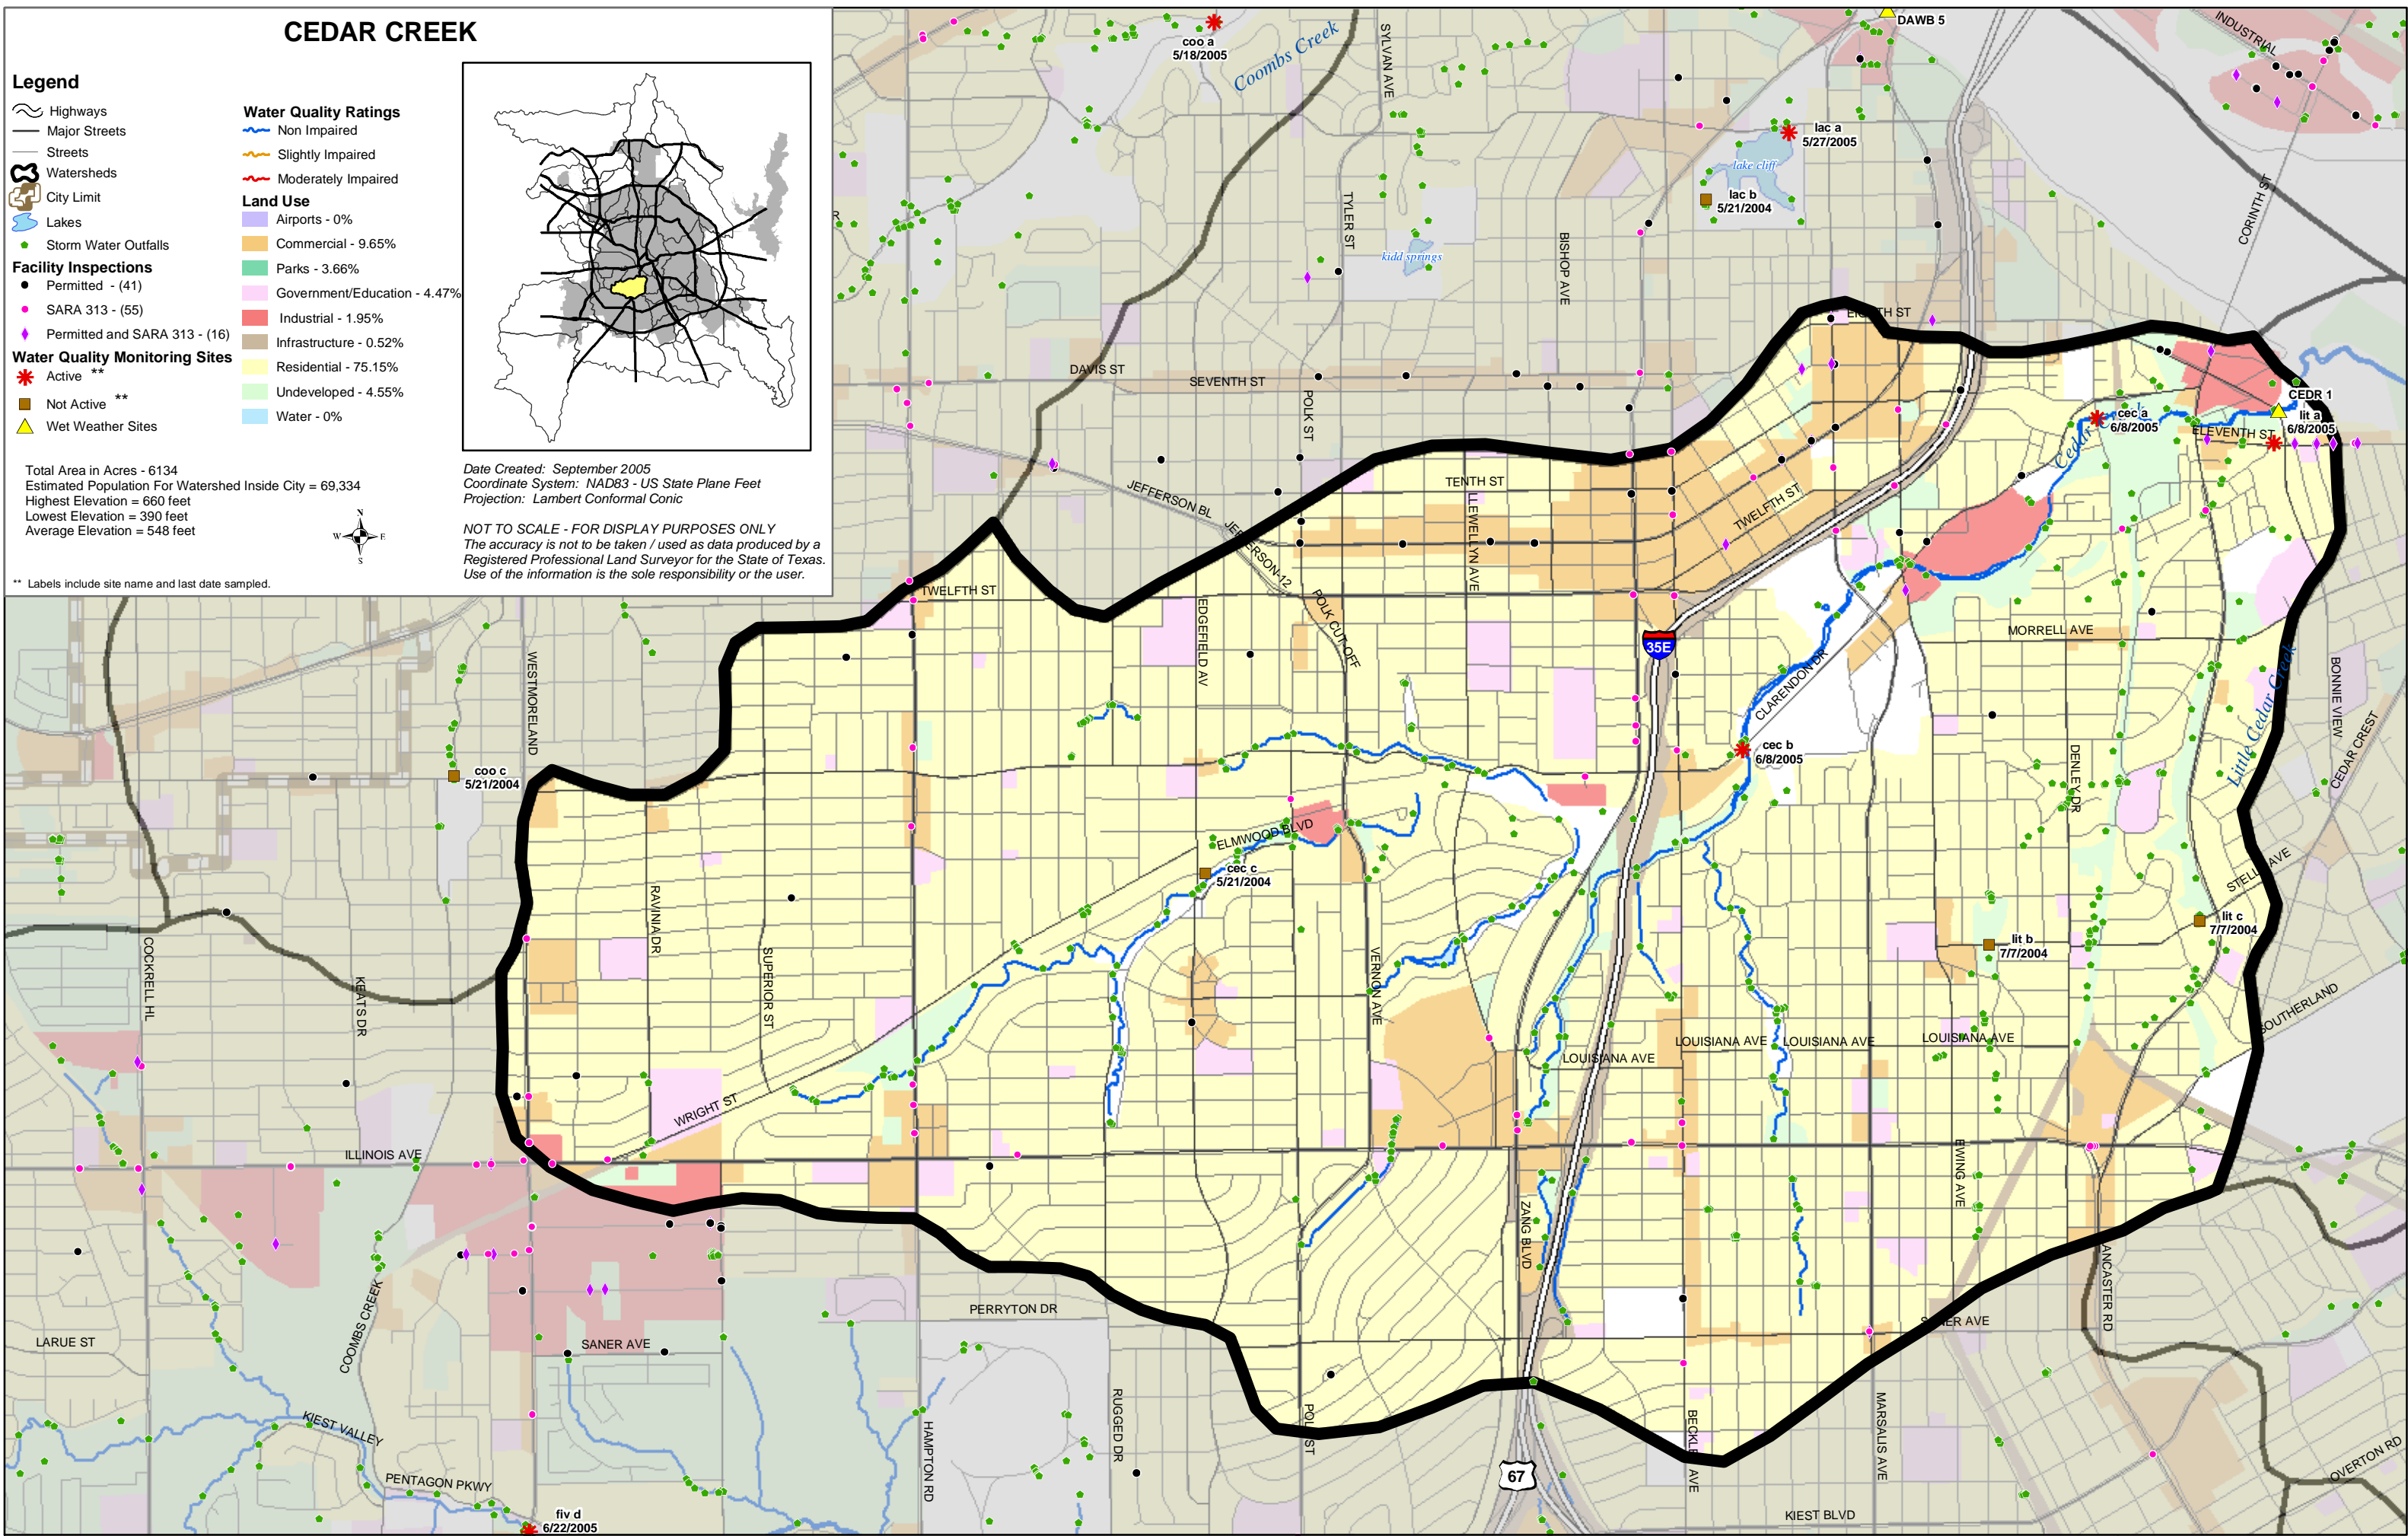 CEDAR CREEK
Legend
Highways
Major Streets
Streets
Watersheds
City Limit
Lakes
Storm Water Outfalls
Facility Inspections
Permitted - (41)
SARA 313 - (55)
Permitted and SARA 313 - (16)
Water Quality Monitoring Sites
Active **
Not Active **
Wet Weather Sites
Water Quality Ratings
Non Impaired
Slightly Impaired
Moderately Impaired
Land Use
Airports - 0%
Commercial - 9.65%
Parks - 3.66%
Government/Education - 4.47%
Industrial - 1.95%
Infrastructure - 0.52%
Residential - 75.15%
Undeveloped - 4.55%
Water - 0%
Total Area in Acres - 6134
Estimated Population For Watershed Inside City = 69,334
Highest Elevation = 660 feet
Lowest Elevation = 390 feet
Average Elevation = 548 feet
N
W
E
S
** Labels include site name and last date sampled.
Date Created: September 2005
Coordinate System: NAD83 - US State Plane Feet
Projection: Lambert Conformal Conic
NOT TO SCALE - FOR DISPLAY PURPOSES ONLY
The accuracy is not to be taken / used as data produced by a
Registered Professional Land Surveyor for the State of Texas.
Use of the information is the sole responsibility or the user.
coo a
5/18/2005
Coombs Creek
SYLVAN AVE
DAWB 5
INDUSTRIAL
lac a
5/27/2005
lake cliff
lac b
5/21/2004
TYLER ST
kidd springs
BISHOP AVE
CORINTH ST
EIGHTH ST
DAVIS ST
SEVENTH ST
POLK ST
CEDR 1
lit a
6/8/2005
cec a
6/8/2005
ELEVENTH ST
Cedar
TENTH ST
LLEWELLYN AVE
TWELFTH ST
JEFFERSON BL
JEFFERSON-12
TWELFTH ST
EDGEFIELD AV
POLK CUT-OFF
35E
MORRELL AVE
CLARENDON DR
Little Cedar Creek
BONNIE VIEW
CEDAR CREST
WESTMORELAND
coo c
5/21/2004
cec b
6/8/2005
DENLEY DR
ELMWOOD BLVD
cec c
5/21/2004
lit c
7/7/2004
lit b
7/7/2004
RAVINIA DR
SUPERIOR ST
VERNON AVE
COCKRELL HL
KEATS DR
SOUTHERLAND
LOUISIANA AVE
LOUISIANA AVE
LOUISIANA AVE
LOUISIANA AVE
WRIGHT ST
ILLINOIS AVE
EWING AVE
ZANG BLVD
PERRYTON DR
LARUE ST
COOMBS CREEK
SANER AVE
HAMPTON RD
RUGGED DR
MARSALIS AVE
OVERTON RD
KIEST VALLEY
PENTAGON PKWY
67
fiv d
6/22/2005
KIEST BLVD